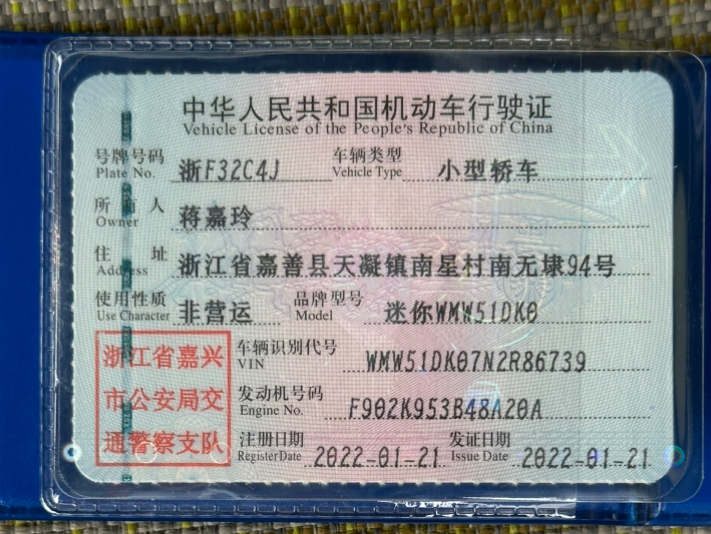 中华人民共和国机动车行驶证
Vehicle License of the People's Republic of China
号牌号码 浙F32C4J 车辆类型 小型轿车
Plate No. Vehicle Type
所有人 蒋嘉玲
Owner
住址 浙江省嘉善县天凝镇南星村南无埭94号
Address
使用性质 非营运 品牌型号 迷你WMW51DK0
Use Character Model
浙江省嘉兴
市公安局交
通警察支队
车辆识别代号 WMW51DK07N2R86739
VIN
发动机号码 F902K953B48A20A
Engine No.
注册日期 2022-01-21 发证日期 2022-01-21
Register Date Issue Date